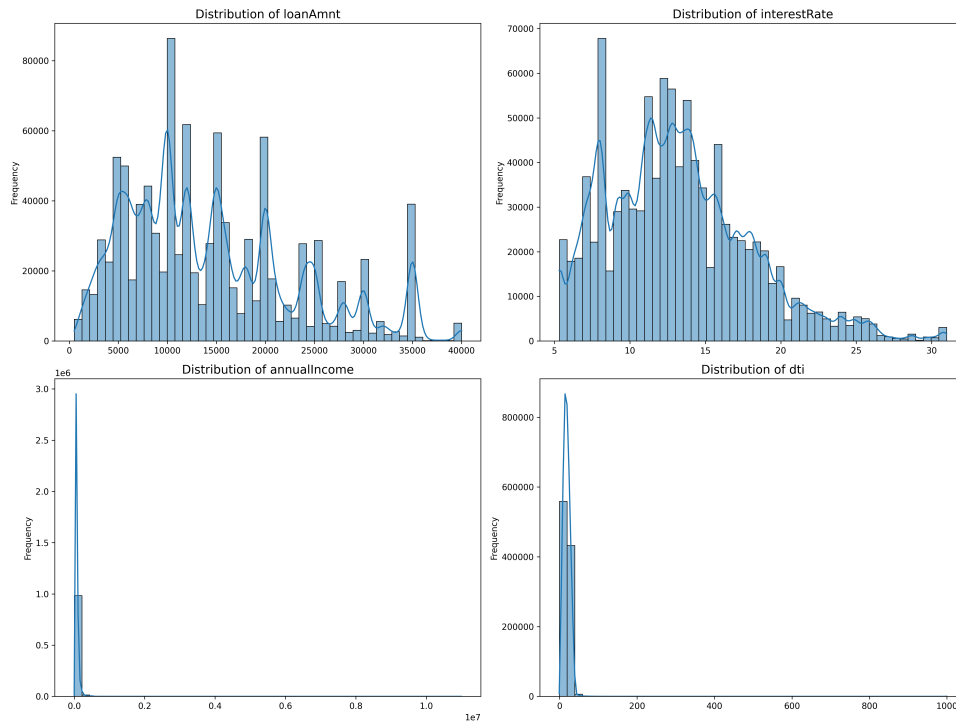 Distribution of loanAmnt
Frequency
80000
60000
40000
20000
0
0 5000 10000 15000 20000 25000 30000 35000 40000
Distribution of interestRate
Frequency
70000
60000
50000
40000
30000
20000
10000
0
5 10 15 20 25 30
Distribution of annualIncome
1e6
Frequency
3.0
2.5
2.0
1.5
1.0
0.5
0.0
0.0 0.2 0.4 0.6 0.8 1.0
1e7
Distribution of dti
Frequency
800000
600000
400000
200000
0
0 200 400 600 800 1000